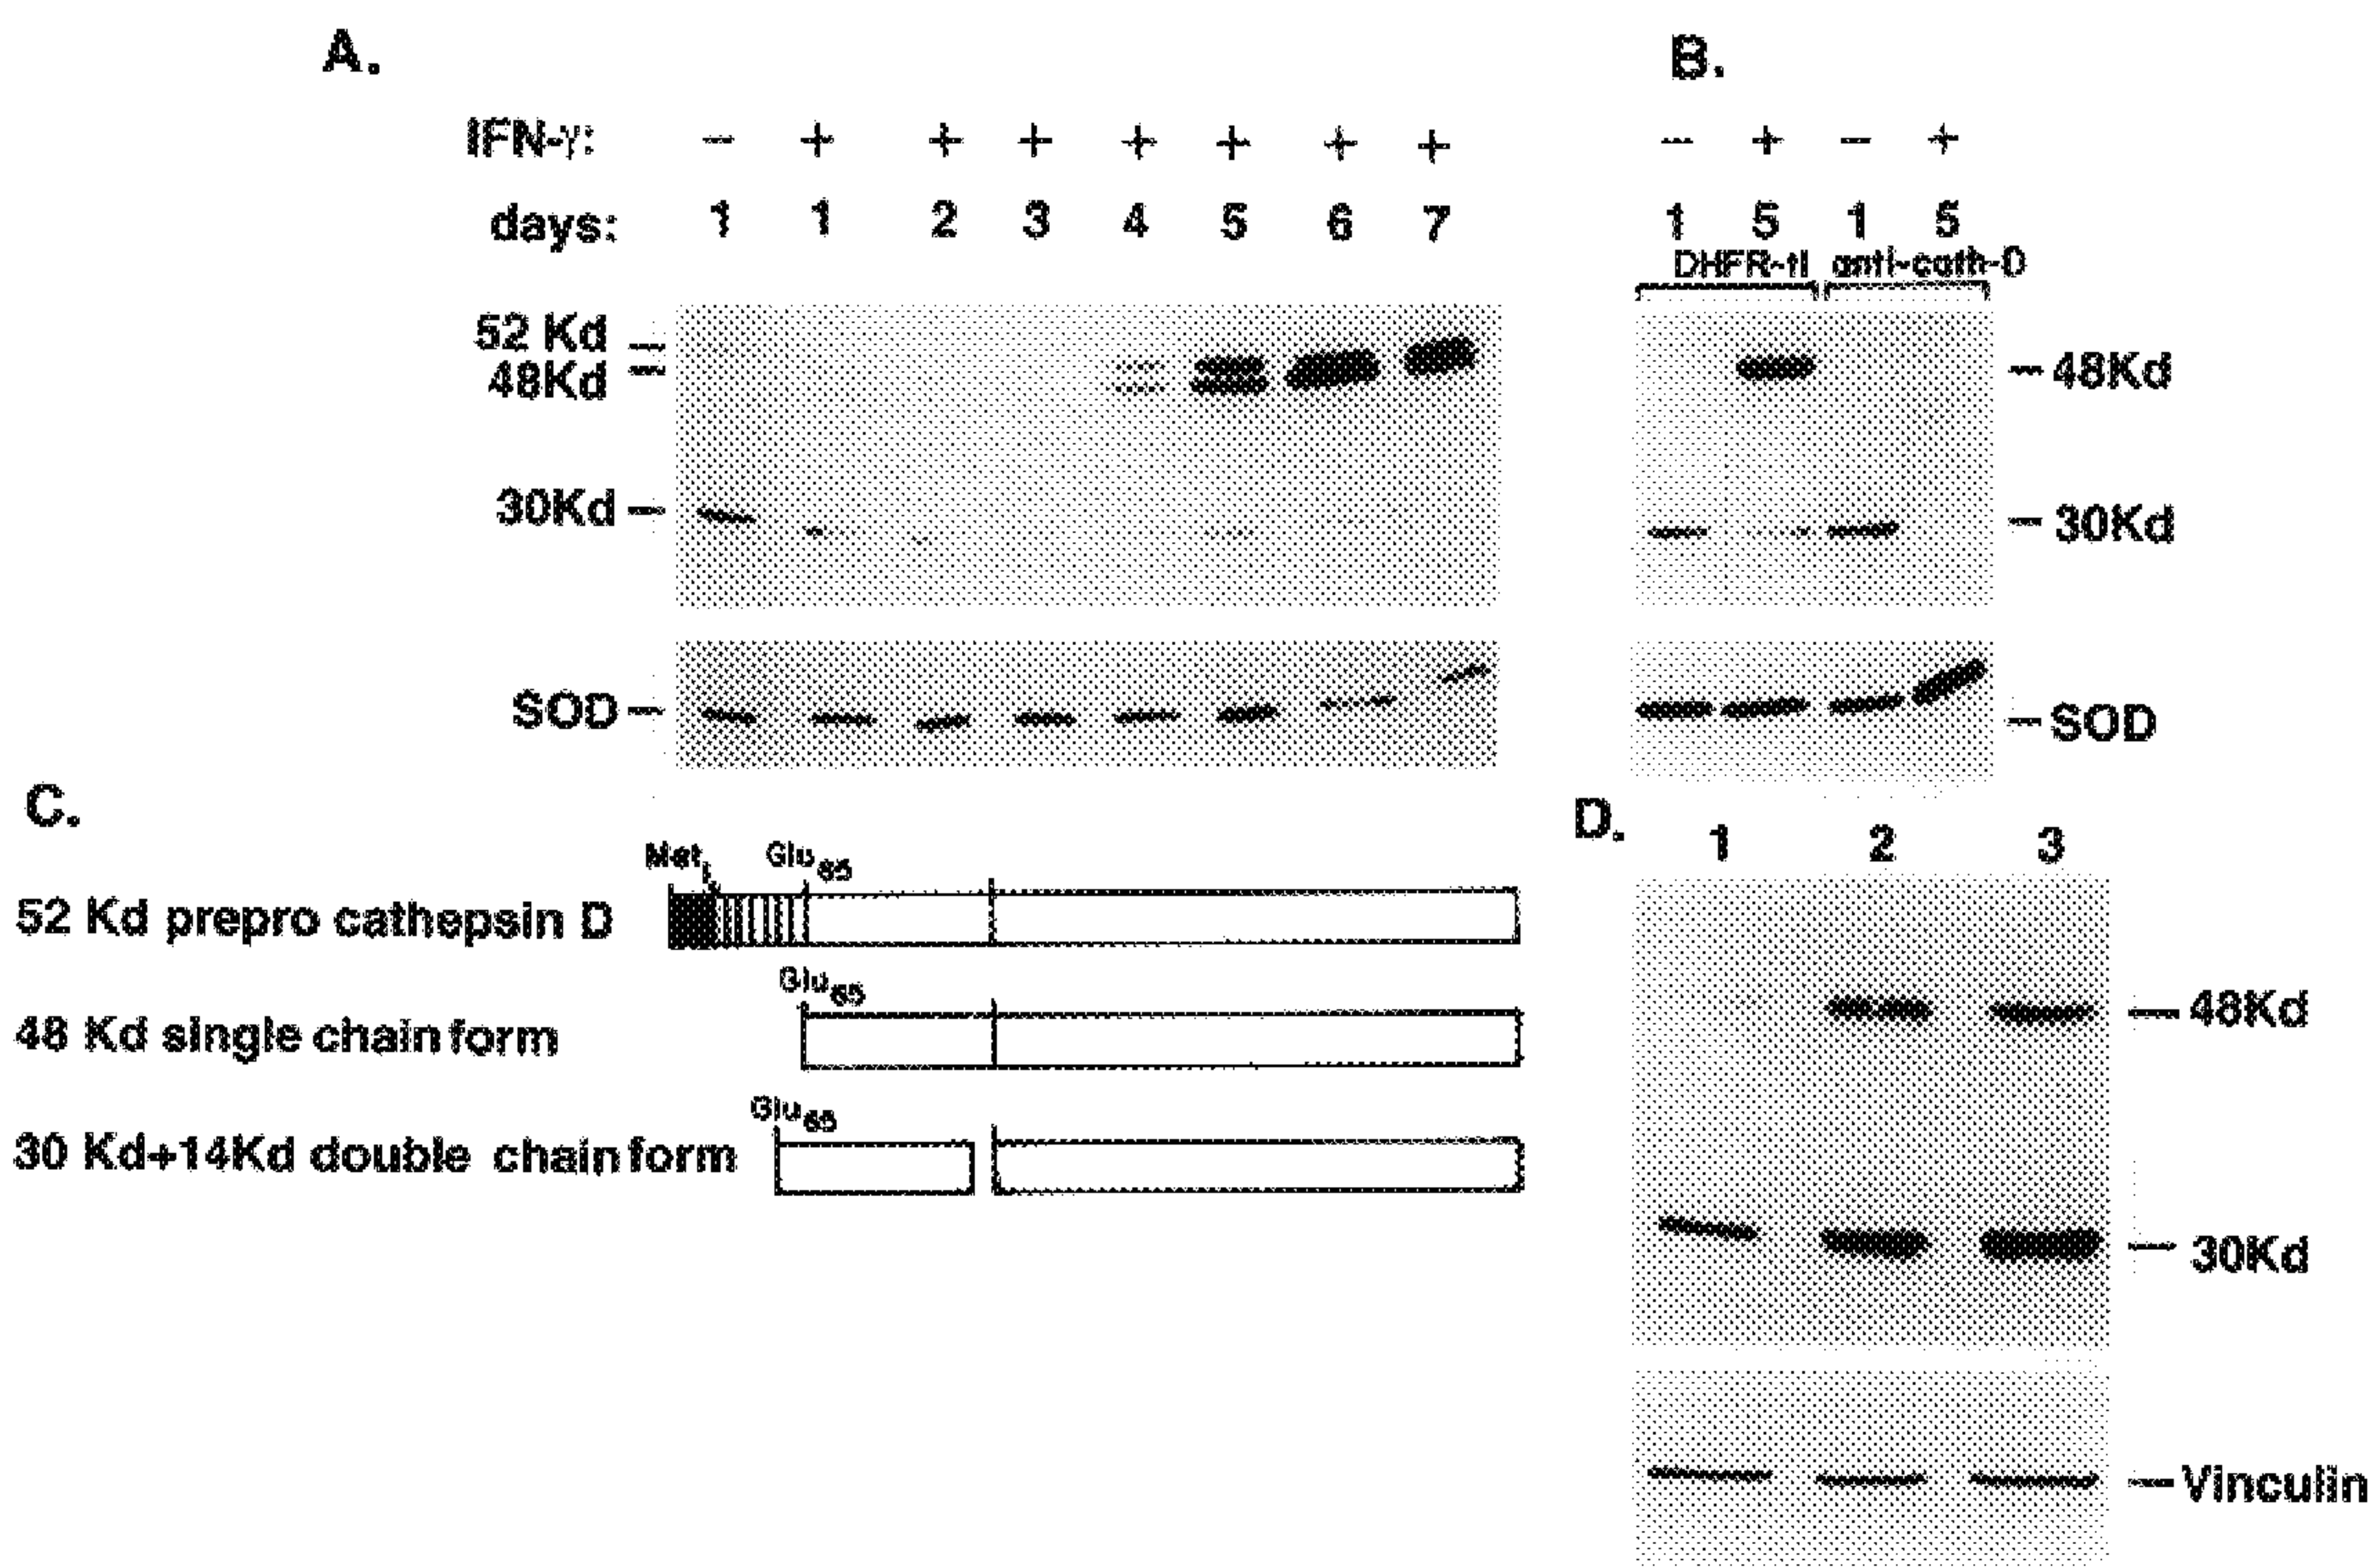 A.
IFN-γ: − + + + + + + +
days: 1 1 2 3 4 5 6 7
52 Kd
48Kd
30Kd
SOD
B.
− + − +
1 5 1 5
DHFR-tl anti-cath-D
48Kd
30Kd
SOD
C.
Met1 Glu65
52 Kd prepro cathepsin D
Glu65
48 Kd single chain form
Glu65
30 Kd+14Kd double chain form
D.
1 2 3
48Kd
30Kd
Vinculin